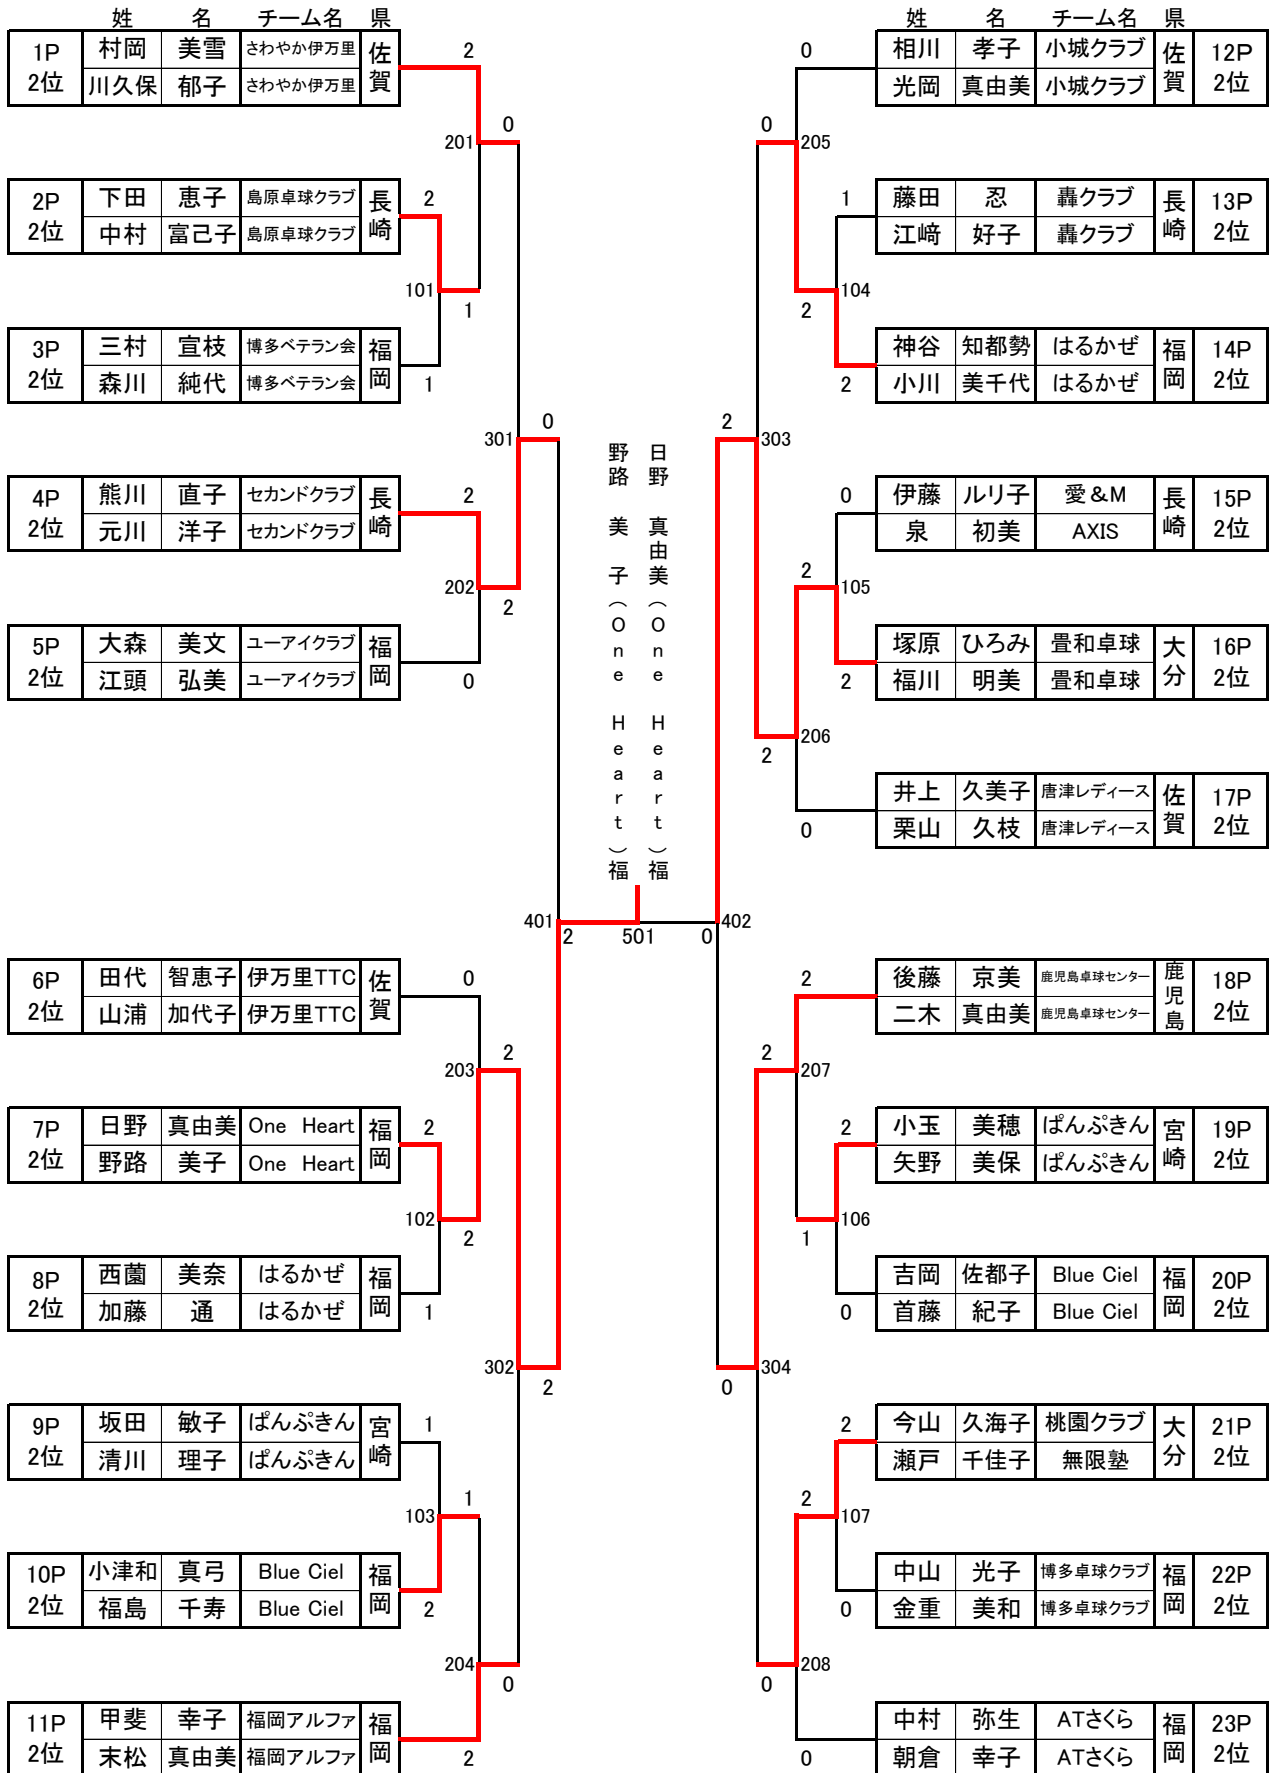 姓 名 チーム名 県
1P 2位 村岡 美雪 さわやか伊万里 佐賀
川久保 郁子 さわやか伊万里
2
0
201
2P 2位 下田 恵子 島原卓球クラブ 長崎
中村 富己子 島原卓球クラブ
2
101
1
3P 2位 三村 宣枝 博多ベテラン会 福岡
森川 純代 博多ベテラン会
1
0
301
4P 2位 熊川 直子 セカンドクラブ 長崎
元川 洋子 セカンドクラブ
2
202
2
5P 2位 大森 美文 ユーアイクラブ 福岡
江頭 弘美 ユーアイクラブ
0
日野 真由美(One Heart)福
野路 美 子(One Heart)福
401
2
501
0
402
6P 2位 田代 智恵子 伊万里TTC 佐賀
山浦 加代子 伊万里TTC
0
203
2
7P 2位 日野 真由美 One Heart 福岡
野路 美子 One Heart
2
102
2
8P 2位 西薗 美奈 はるかぜ 福岡
加藤 通 はるかぜ
1
302
2
9P 2位 坂田 敏子 ぱんぷきん 宮崎
清川 理子 ぱんぷきん
1
103
1
10P 2位 小津和 真弓 Blue Ciel 福岡
福島 千寿 Blue Ciel
2
204
0
11P 2位 甲斐 幸子 福岡アルファ 福岡
末松 真由美 福岡アルファ
2
姓 名 チーム名 県
0
相川 孝子 小城クラブ 佐賀 12P 2位
光岡 真由美 小城クラブ
0
205
1
藤田 忍 轟クラブ 長崎 13P 2位
江﨑 好子 轟クラブ
2
104
神谷 知都勢 はるかぜ 福岡 14P 2位
小川 美千代 はるかぜ
2
2
303
0
伊藤 ルリ子 愛&M 長崎 15P 2位
泉 初美 AXIS
2
105
塚原 ひろみ 畳和卓球 大分 16P 2位
福川 明美 畳和卓球
2
2
206
井上 久美子 唐津レディース 佐賀 17P 2位
栗山 久枝 唐津レディース
0
2
後藤 京美 鹿児島卓球センター 鹿児島 18P 2位
二木 真由美 鹿児島卓球センター
2
207
2
小玉 美穂 ぱんぷきん 宮崎 19P 2位
矢野 美保 ぱんぷきん
1
106
吉岡 佐都子 Blue Ciel 福岡 20P 2位
首藤 紀子 Blue Ciel
0
0
304
2
今山 久海子 桃園クラブ 大分 21P 2位
瀬戸 千佳子 無限塾
2
107
中山 光子 博多卓球クラブ 福岡 22P 2位
金重 美和 博多卓球クラブ
0
0
208
中村 弥生 ATさくら 福岡 23P 2位
朝倉 幸子 ATさくら
0